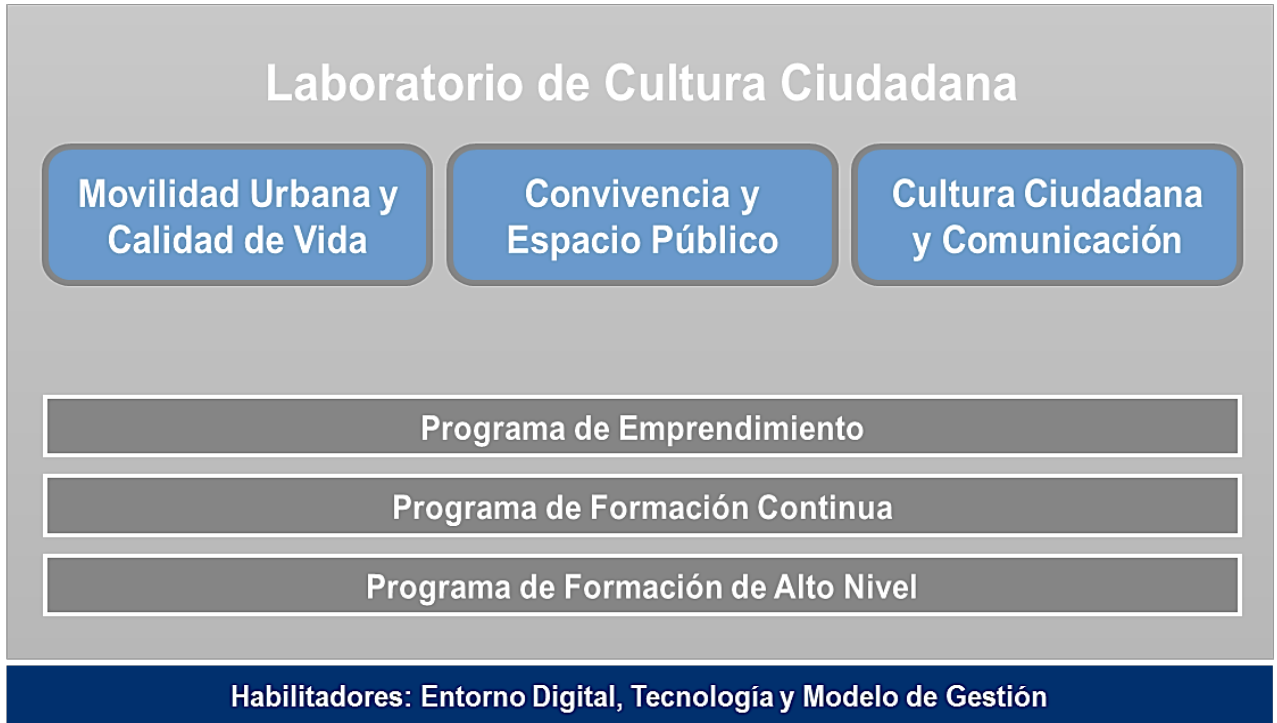 Laboratorio de Cultura Ciudadana
Movilidad Urbana y
Calidad de Vida
Convivencia y
Espacio Público
Cultura Ciudadana
y Comunicación
Programa de Emprendimiento
Programa de Formación Continua
Programa de Formación de Alto Nivel
Habilitadores: Entorno Digital, Tecnología y Modelo de Gestión